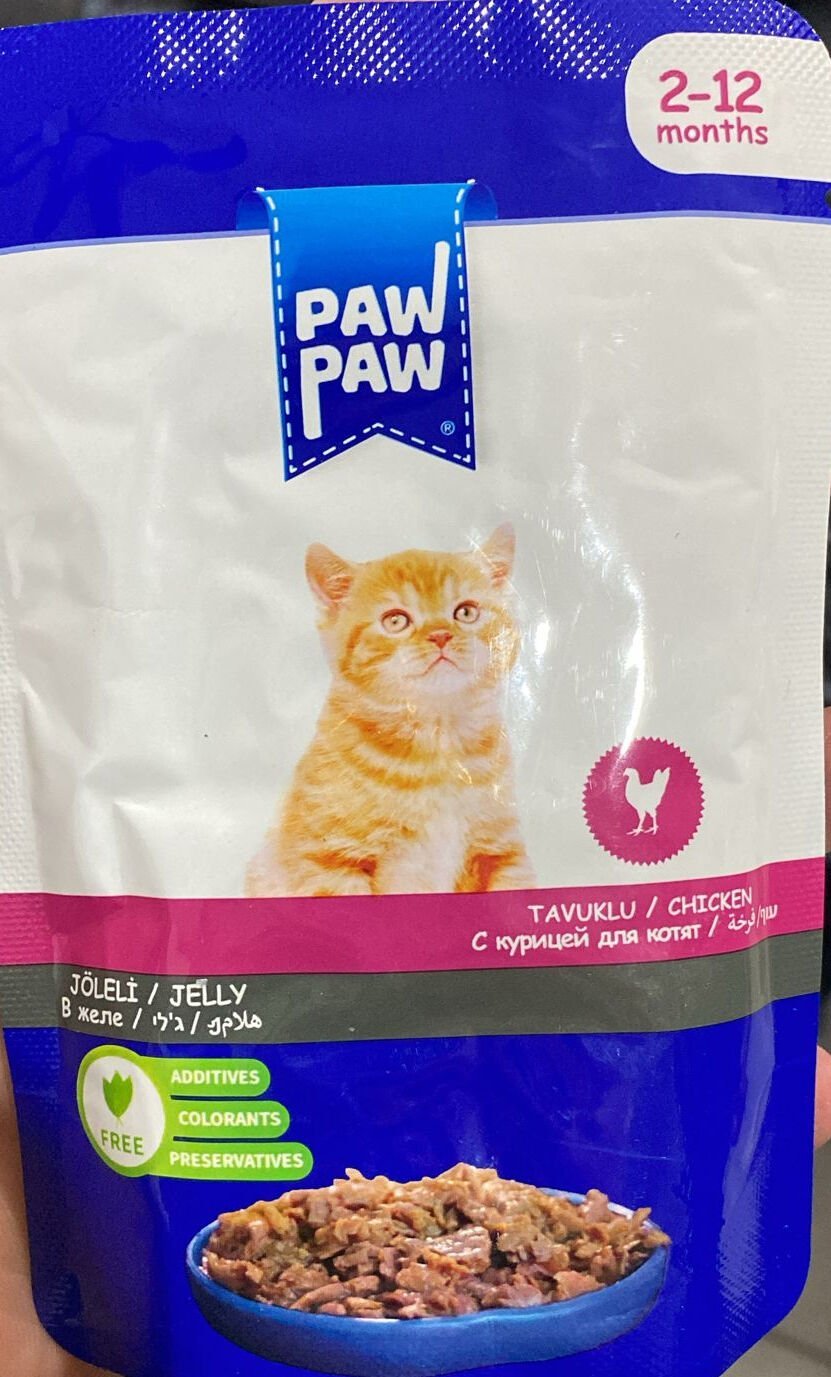 2-12
months
PAW
PAW
®
TAVUKLU / CHICKEN
С курицей для котят / فرخة / עוף
JÖLELİ / JELLY
В желе / ג'לי / هلامي
ADDITIVES
COLORANTS
FREE
PRESERVATIVES